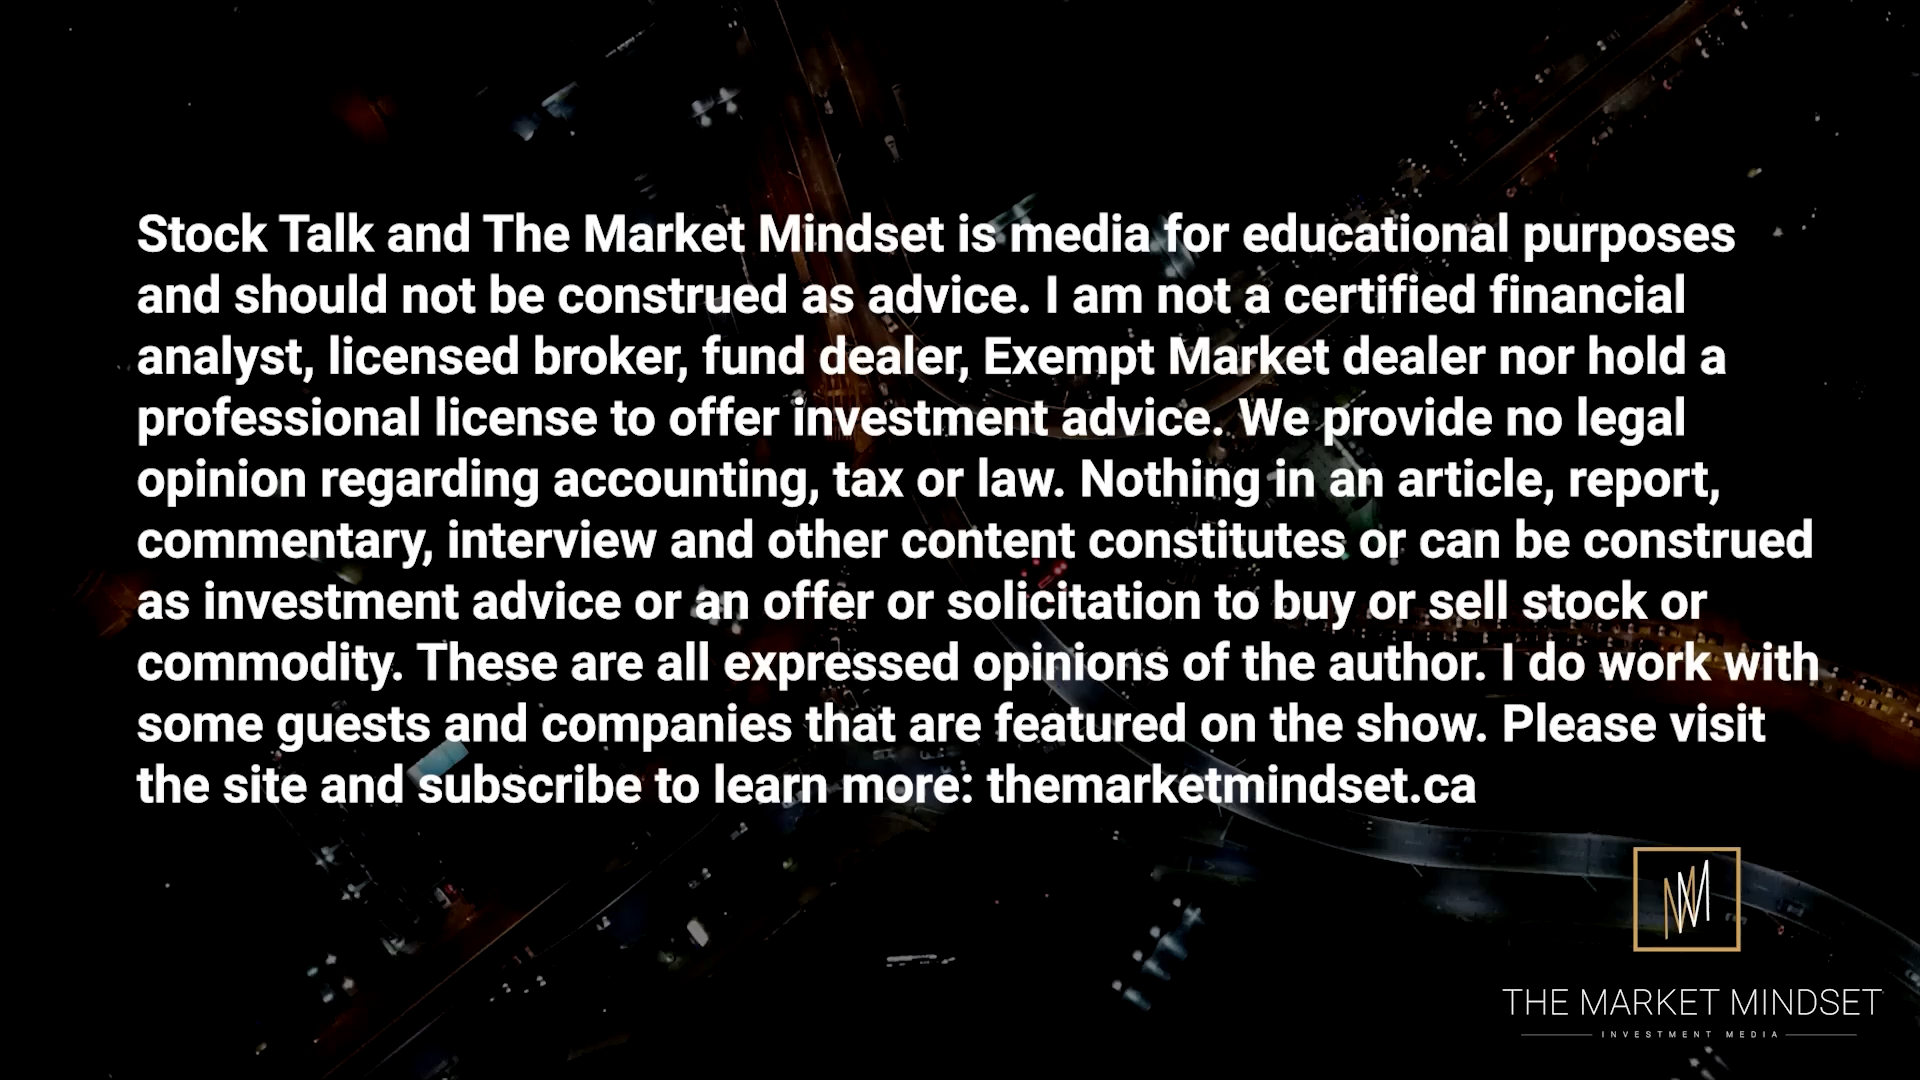 Stock Talk and The Market Mindset is media for educational purposes
and should not be construed as advice. I am not a certified financial
analyst, licensed broker, fund dealer, Exempt Market dealer nor hold a
professional license to offer investment advice. We provide no legal
opinion regarding accounting, tax or law. Nothing in an article, report,
commentary, interview and other content constitutes or can be construed
as investment advice or an offer or solicitation to buy or sell stock or
commodity. These are all expressed opinions of the author. I do work with
some guests and companies that are featured on the show. Please visit
the site and subscribe to learn more: themarketmindset.ca
THE MARKET MINDSET
INVESTMENT MEDIA